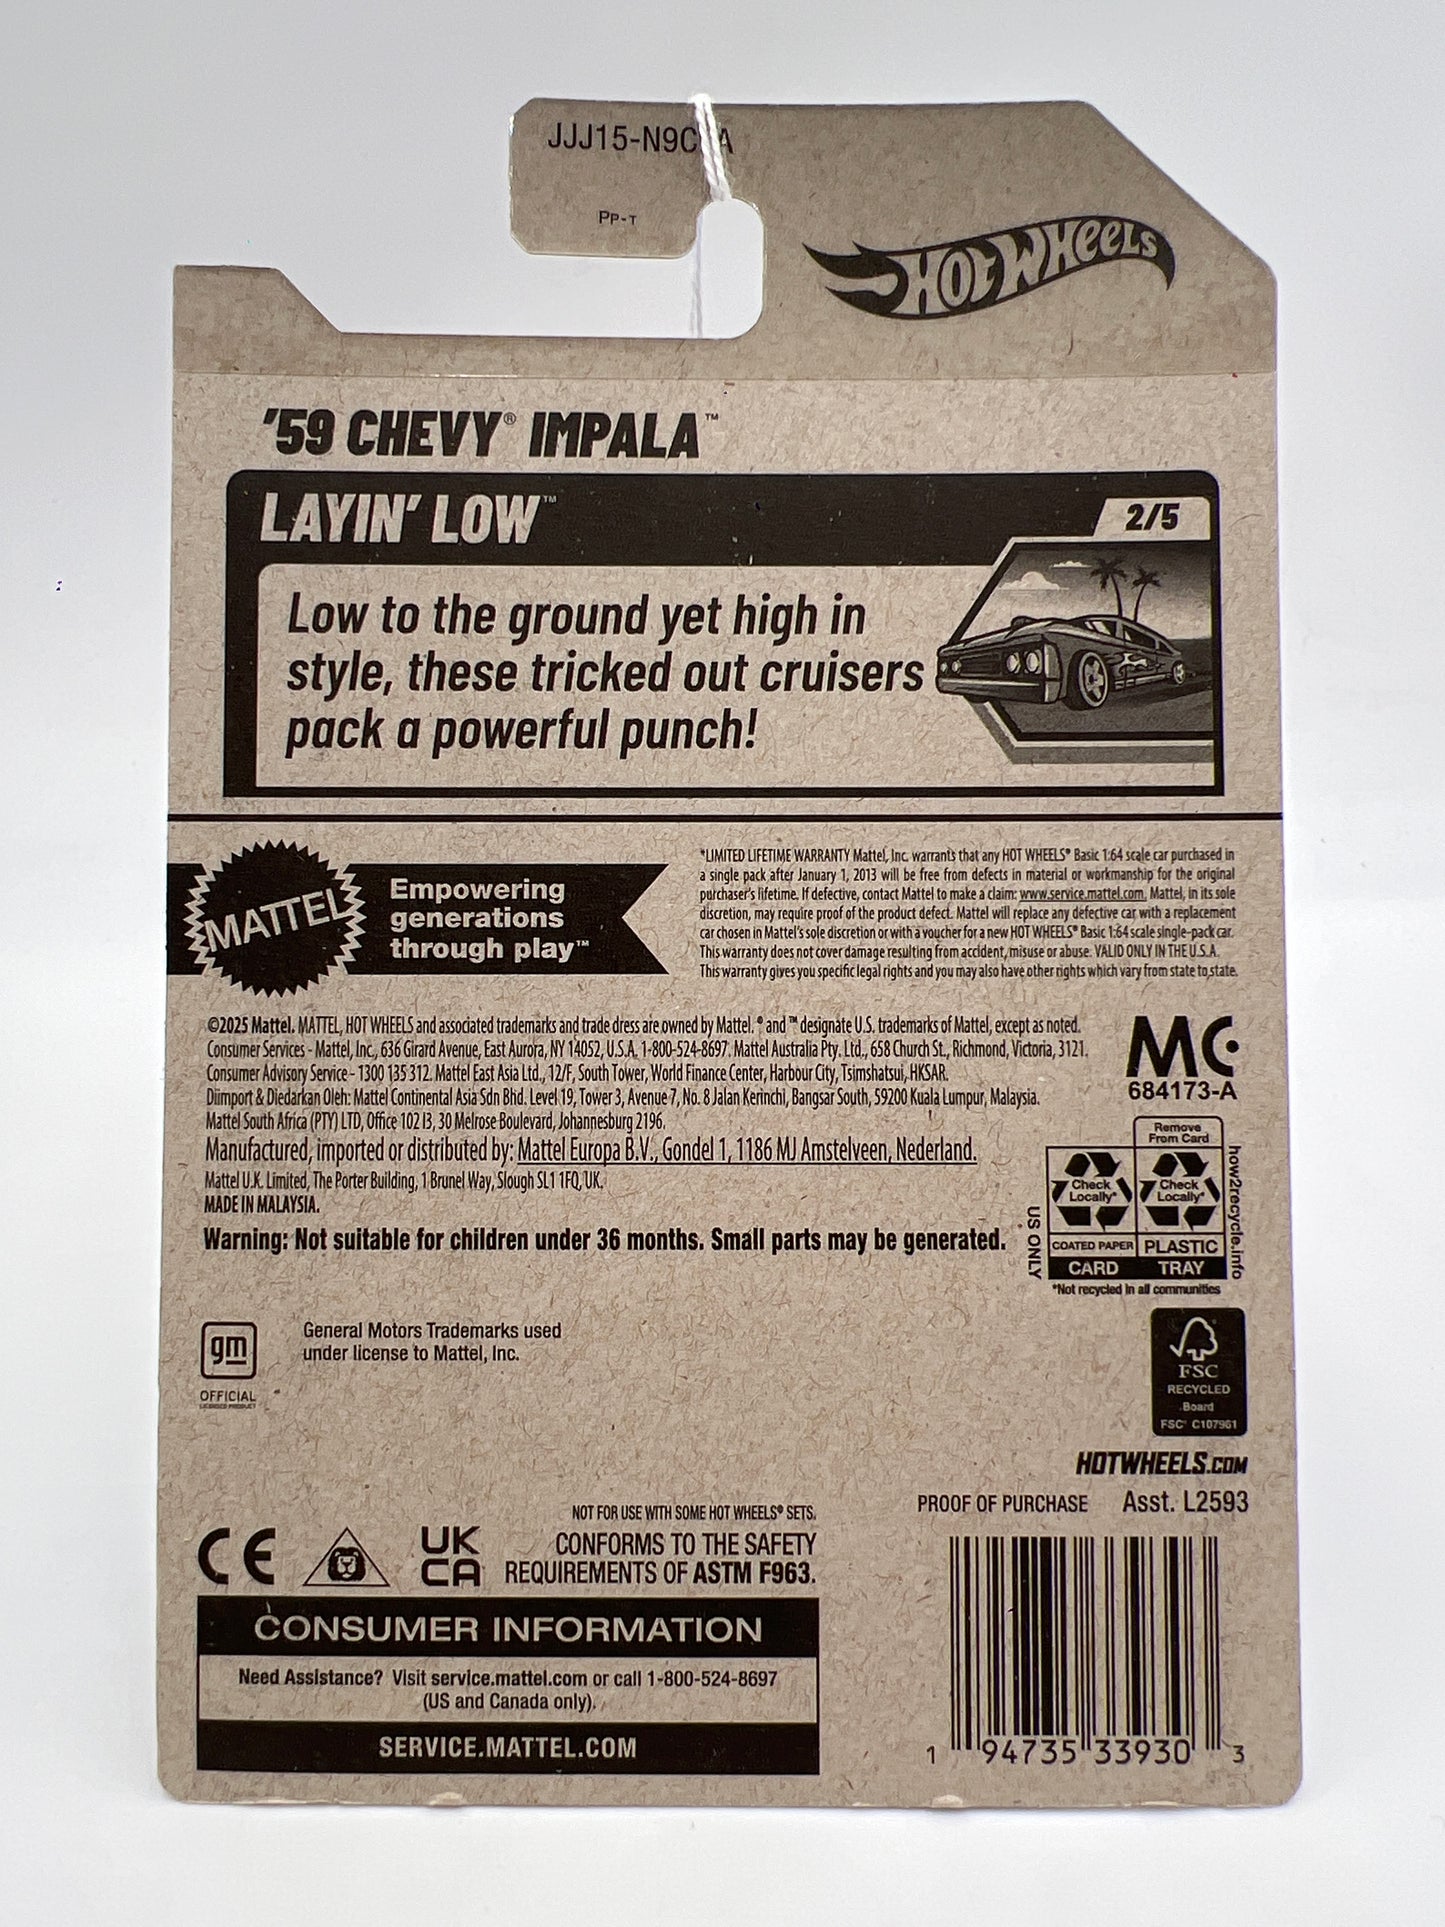 JJJ15-N9C A
PP-T
HOT WHEELS
'59 CHEVY® IMPALA™
LAYIN' LOW™
2/5
Low to the ground yet high in
style, these tricked out cruisers
pack a powerful punch!
MATTEL
Empowering
generations
through play™
*LIMITED LIFETIME WARRANTY Mattel, Inc. warrants that any HOT WHEELS® Basic 1:64 scale car purchased in
a single pack after January 1, 2013 will be free from defects in material or workmanship for the original
purchaser's lifetime. If defective, contact Mattel to make a claim: www.service.mattel.com. Mattel, in its sole
discretion, may require proof of the product defect. Mattel will replace any defective car with a replacement
car chosen in Mattel's sole discretion or with a voucher for a new HOT WHEELS® Basic 1:64 scale single-pack car.
This warranty does not cover damage resulting from accident, misuse or abuse. VALID ONLY IN THE U.S.A.
This warranty gives you specific legal rights and you may also have other rights which vary from state to state.
©2025 Mattel. MATTEL, HOT WHEELS and associated trademarks and trade dress are owned by Mattel. ® and ™ designate U.S. trademarks of Mattel, except as noted.
Consumer Services - Mattel, Inc., 636 Girard Avenue, East Aurora, NY 14052, U.S.A. 1-800-524-8697. Mattel Australia Pty. Ltd., 658 Church St., Richmond, Victoria, 3121.
Consumer Advisory Service - 1300 135 312. Mattel East Asia Ltd., 12/F, South Tower, World Finance Center, Harbour City, Tsimshatsui, HKSAR.
Diimport & Diedarkan Oleh: Mattel Continental Asia Sdn Bhd. Level 19, Tower 3, Avenue 7, No. 8 Jalan Kerinchi, Bangsar South, 59200 Kuala Lumpur, Malaysia.
Mattel South Africa (PTY) LTD, Office 102 I3, 30 Melrose Boulevard, Johannesburg 2196.
Manufactured, imported or distributed by: Mattel Europa B.V., Gondel 1, 1186 MJ Amstelveen, Nederland.
Mattel U.K. Limited, The Porter Building, 1 Brunel Way, Slough SL1 1FQ, UK.
MADE IN MALAYSIA.
Warning: Not suitable for children under 36 months. Small parts may be generated.
MC
684173-A
Remove
From Card
Check
Locally*
Check
Locally*
COATED PAPER
PLASTIC
CARD
TRAY
US ONLY
how2recycle.info
*Not recycled in all communities
gm
OFFICIAL
LICENSED PRODUCT
General Motors Trademarks used
under license to Mattel, Inc.
FSC
RECYCLED
Board
FSC® C107961
HOTWHEELS.COM
PROOF OF PURCHASE Asst. L2593
NOT FOR USE WITH SOME HOT WHEELS® SETS.
CE
UK
CA
CONFORMS TO THE SAFETY
REQUIREMENTS OF ASTM F963.
CONSUMER INFORMATION
Need Assistance? Visit service.mattel.com or call 1-800-524-8697
(US and Canada only).
SERVICE.MATTEL.COM
1 94735 33930 3